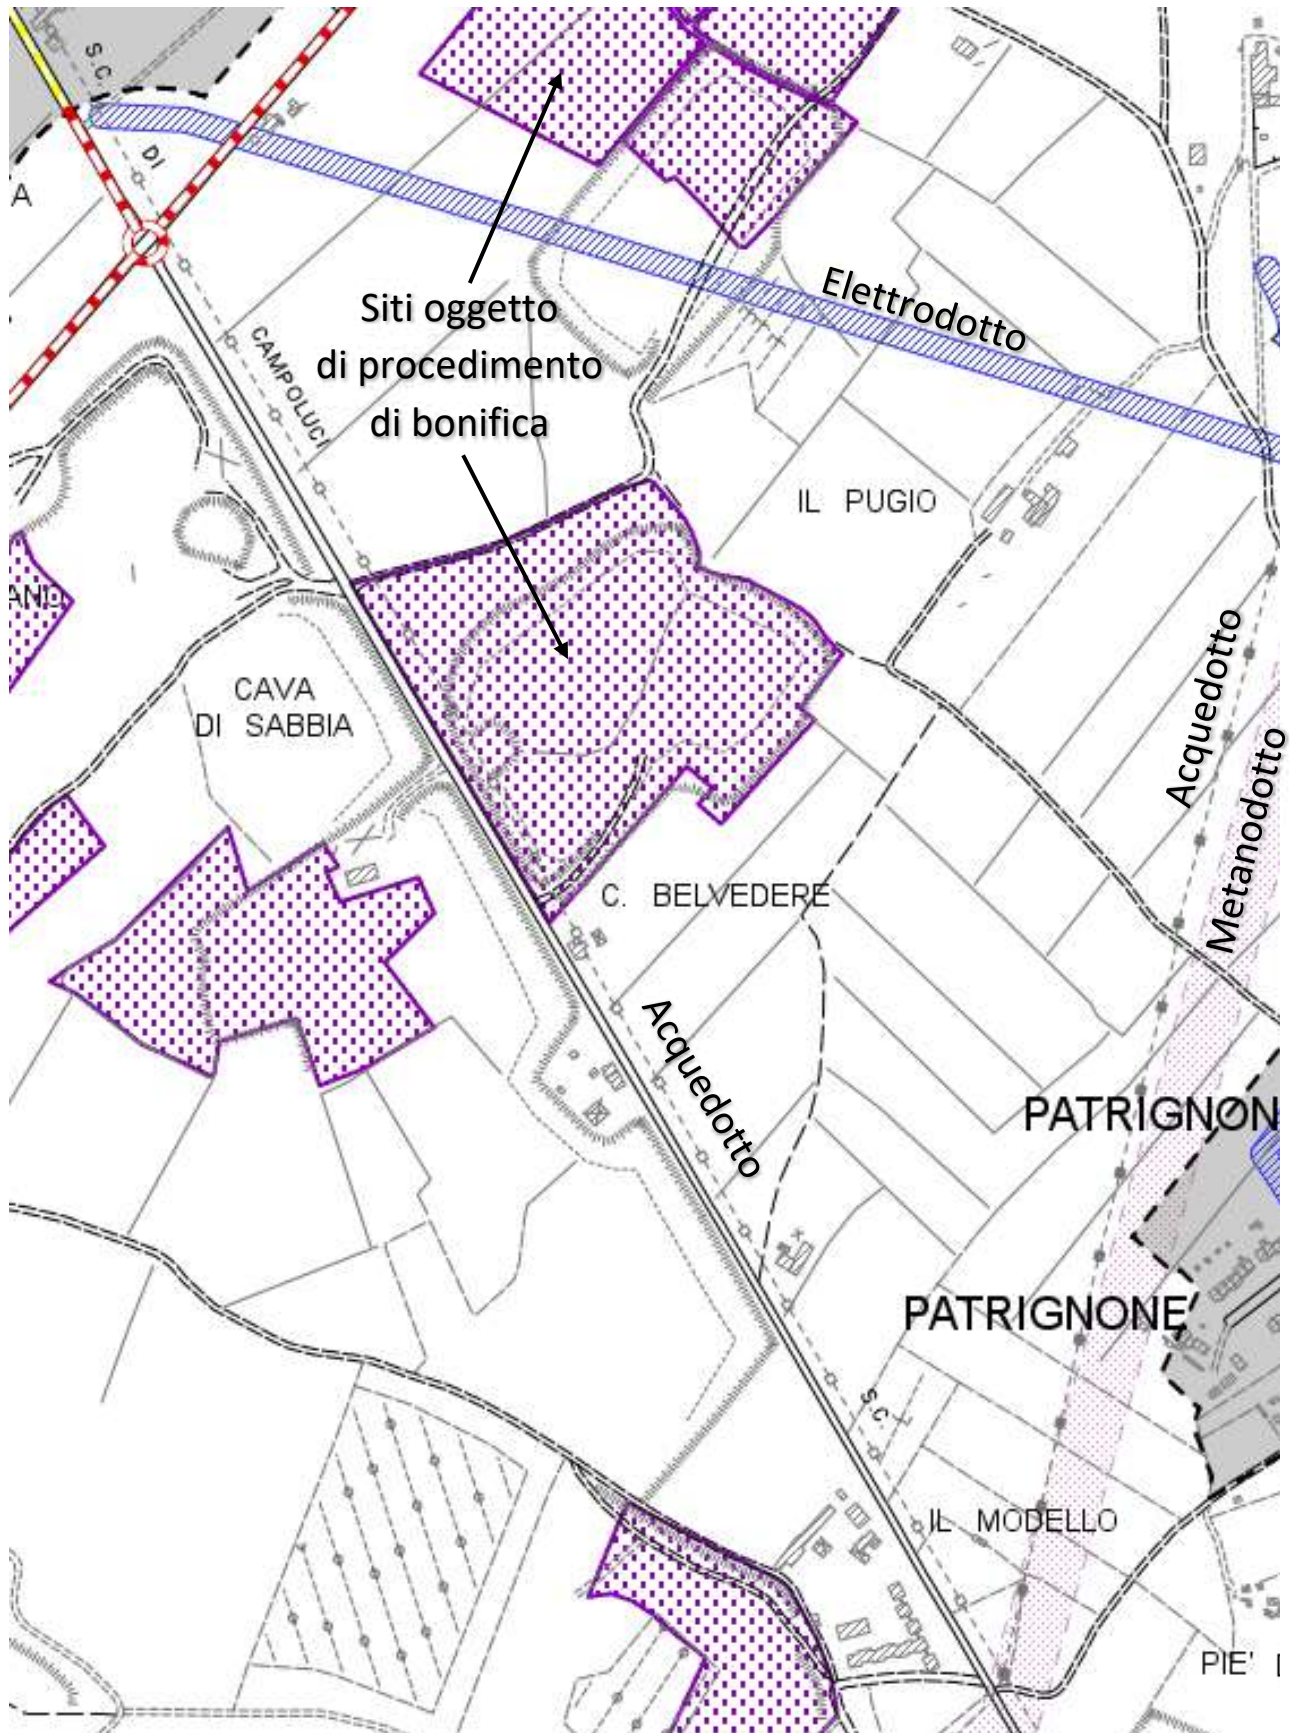 S.C.
DI
A
CAMPOLUCI
Elettrodotto
Siti oggetto
di procedimento
di bonifica
IL PUGIO
CAVA
DI SABBIA
Acquedotto
Metanodotto
C. BELVEDERE
Acquedotto
PATRIGNON
PATRIGNONE
S.C.
IL MODELLO
PIE'